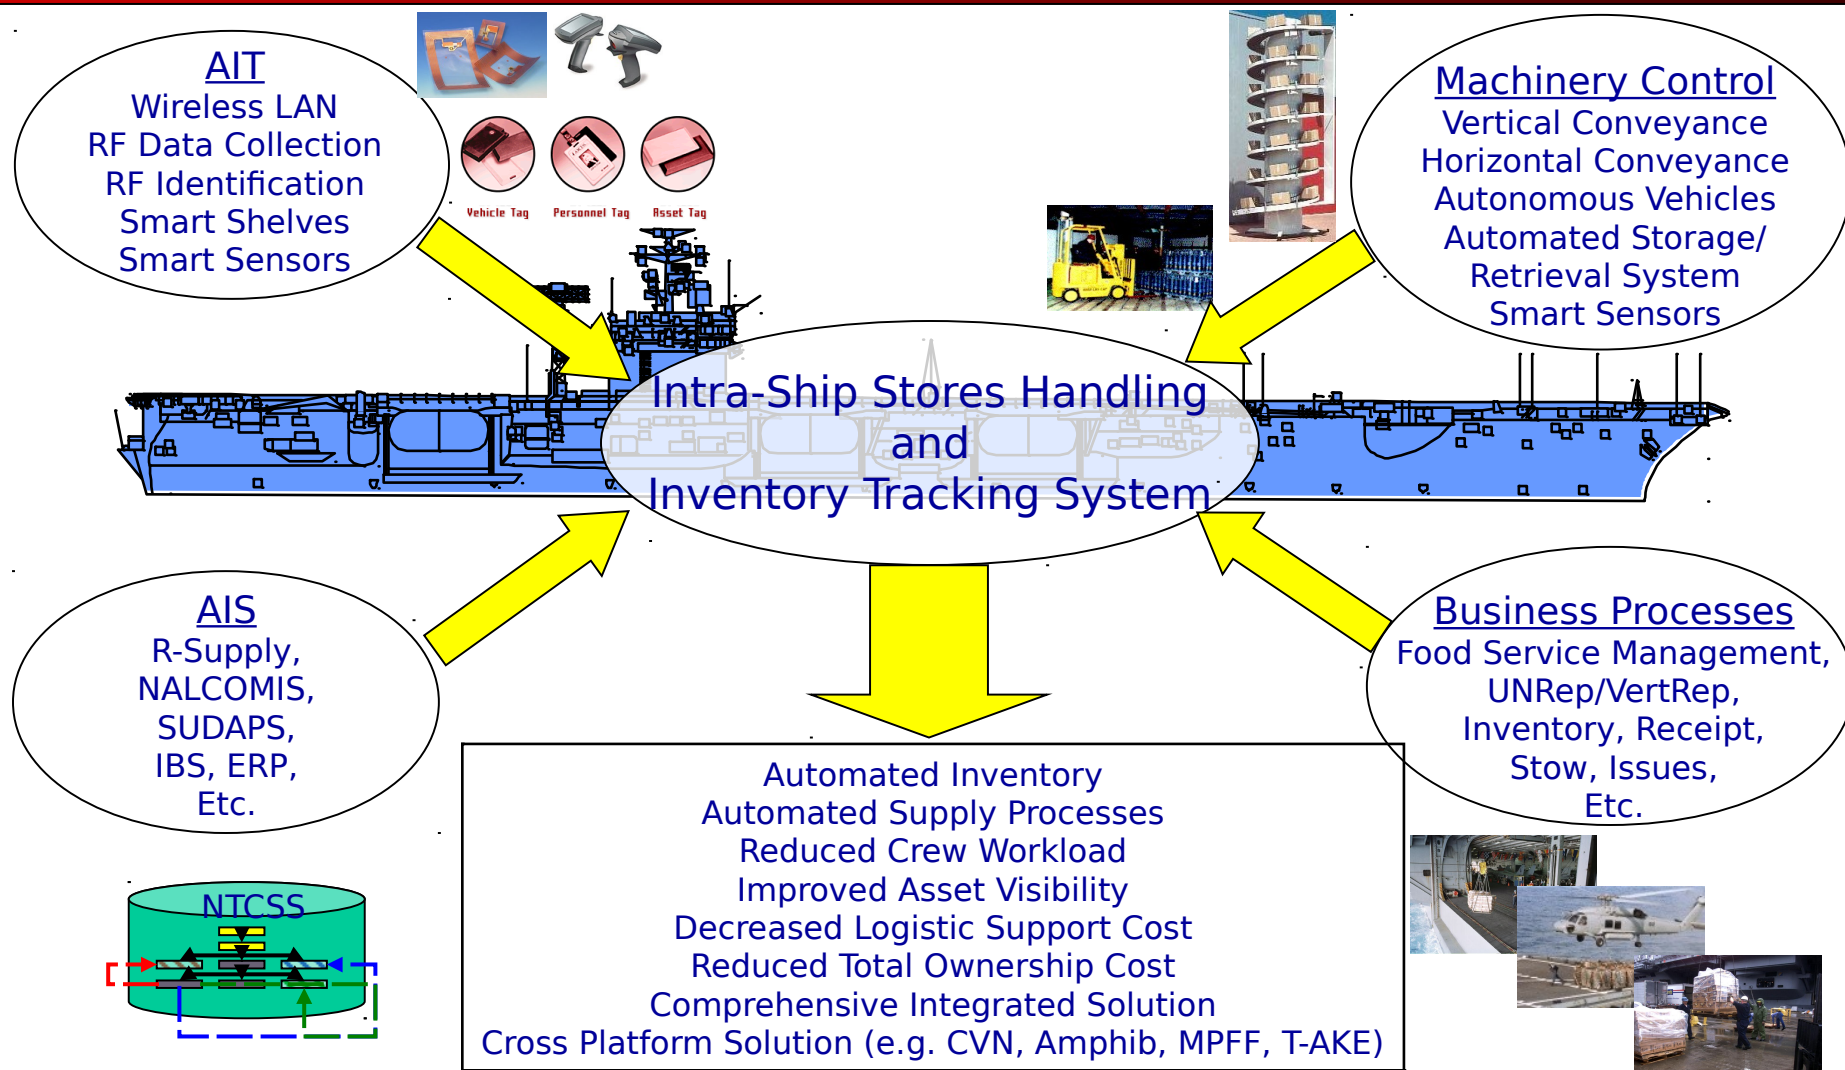 AIT
Wireless LAN
RF Data Collection
RF Identification
Smart Shelves
Smart Sensors
Vehicle Tag
Personnel Tag
Asset Tag
Machinery Control
Vertical Conveyance
Horizontal Conveyance
Autonomous Vehicles
Automated Storage/
Retrieval System
Smart Sensors
Intra-Ship Stores Handling
and
Inventory Tracking System
AIS
R-Supply,
NALCOMIS,
SUDAPS,
IBS, ERP,
Etc.
Business Processes
Food Service Management,
UNRep/VertRep,
Inventory, Receipt,
Stow, Issues,
Etc.
NTCSS
Automated Inventory
Automated Supply Processes
Reduced Crew Workload
Improved Asset Visibility
Decreased Logistic Support Cost
Reduced Total Ownership Cost
Comprehensive Integrated Solution
Cross Platform Solution (e.g. CVN, Amphib, MPFF, T-AKE)